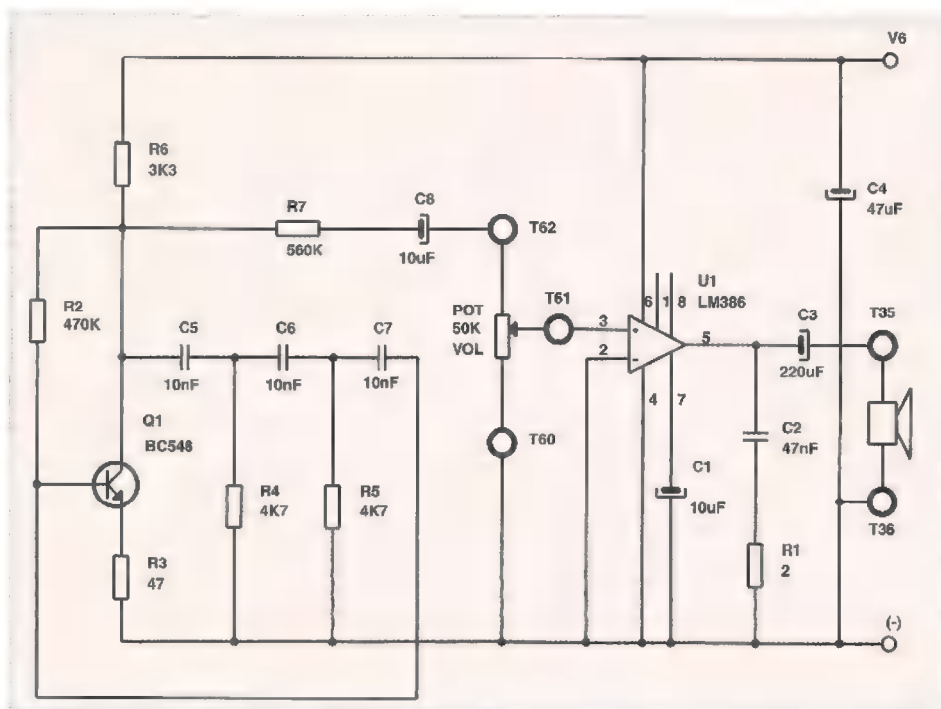 V6
R6
3K3
R7
560K
C8
10uF
T62
C4
47uF
R2
470K
C5
10nF
C6
10nF
C7
10nF
POT
50K
VOL
T61
3
2
6
1
8
U1
LM386
5
4
7
C3
220uF
T35
Q1
BC548
T60
C2
47nF
C1
10uF
R4
4K7
R5
4K7
R3
47
R1
2
T36
(-)